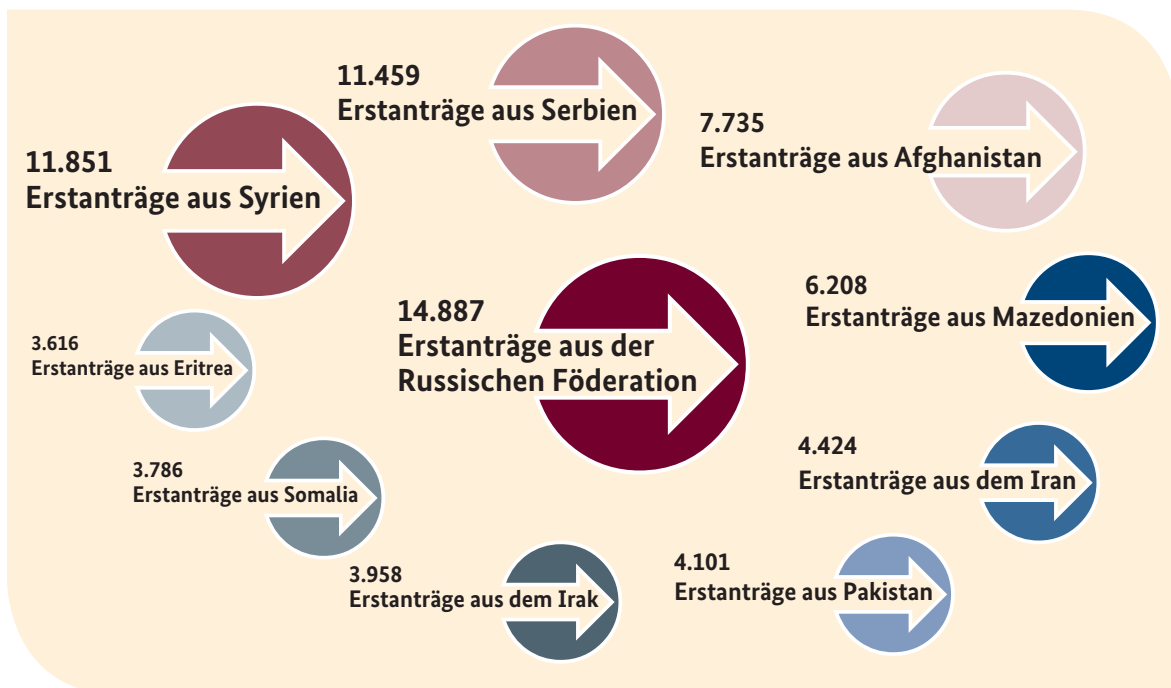 11.459
Erstanträge aus Serbien
7.735
Erstanträge aus Afghanistan
11.851
Erstanträge aus Syrien
6.208
Erstanträge aus Mazedonien
14.887
Erstanträge aus der
Russischen Föderation
3.616
Erstanträge aus Eritrea
4.424
Erstanträge aus dem Iran
3.786
Erstanträge aus Somalia
4.101
Erstanträge aus Pakistan
3.958
Erstanträge aus dem Irak